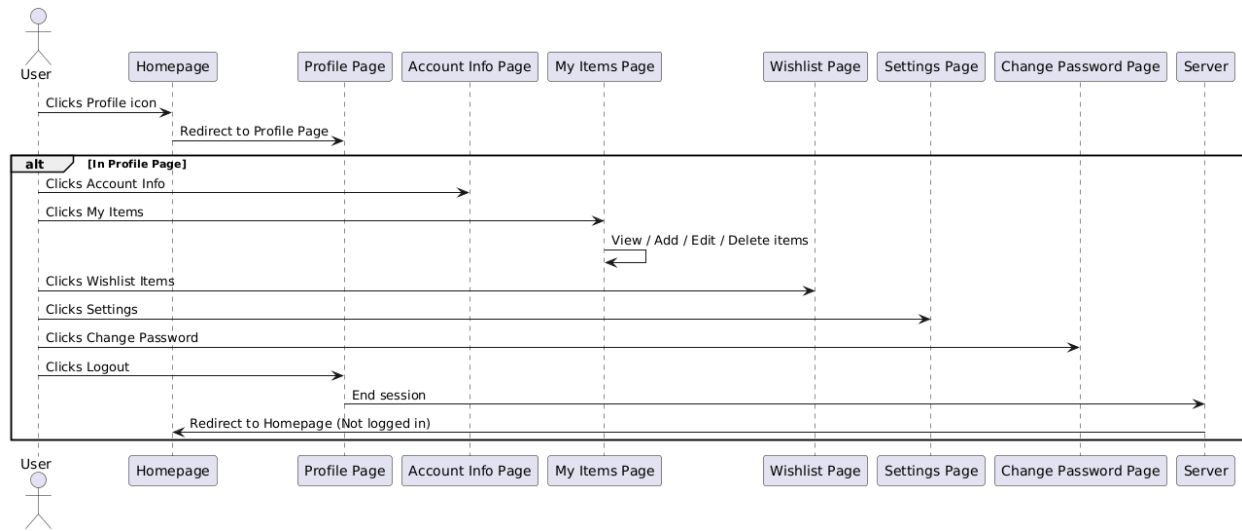 User
Homepage
Profile Page
Account Info Page
My Items Page
Wishlist Page
Settings Page
Change Password Page
Server
Clicks Profile icon
Redirect to Profile Page
alt
[In Profile Page]
Clicks Account Info
Clicks My Items
View / Add / Edit / Delete items
Clicks Wishlist Items
Clicks Settings
Clicks Change Password
Clicks Logout
End session
Redirect to Homepage (Not logged in)
User
Homepage
Profile Page
Account Info Page
My Items Page
Wishlist Page
Settings Page
Change Password Page
Server